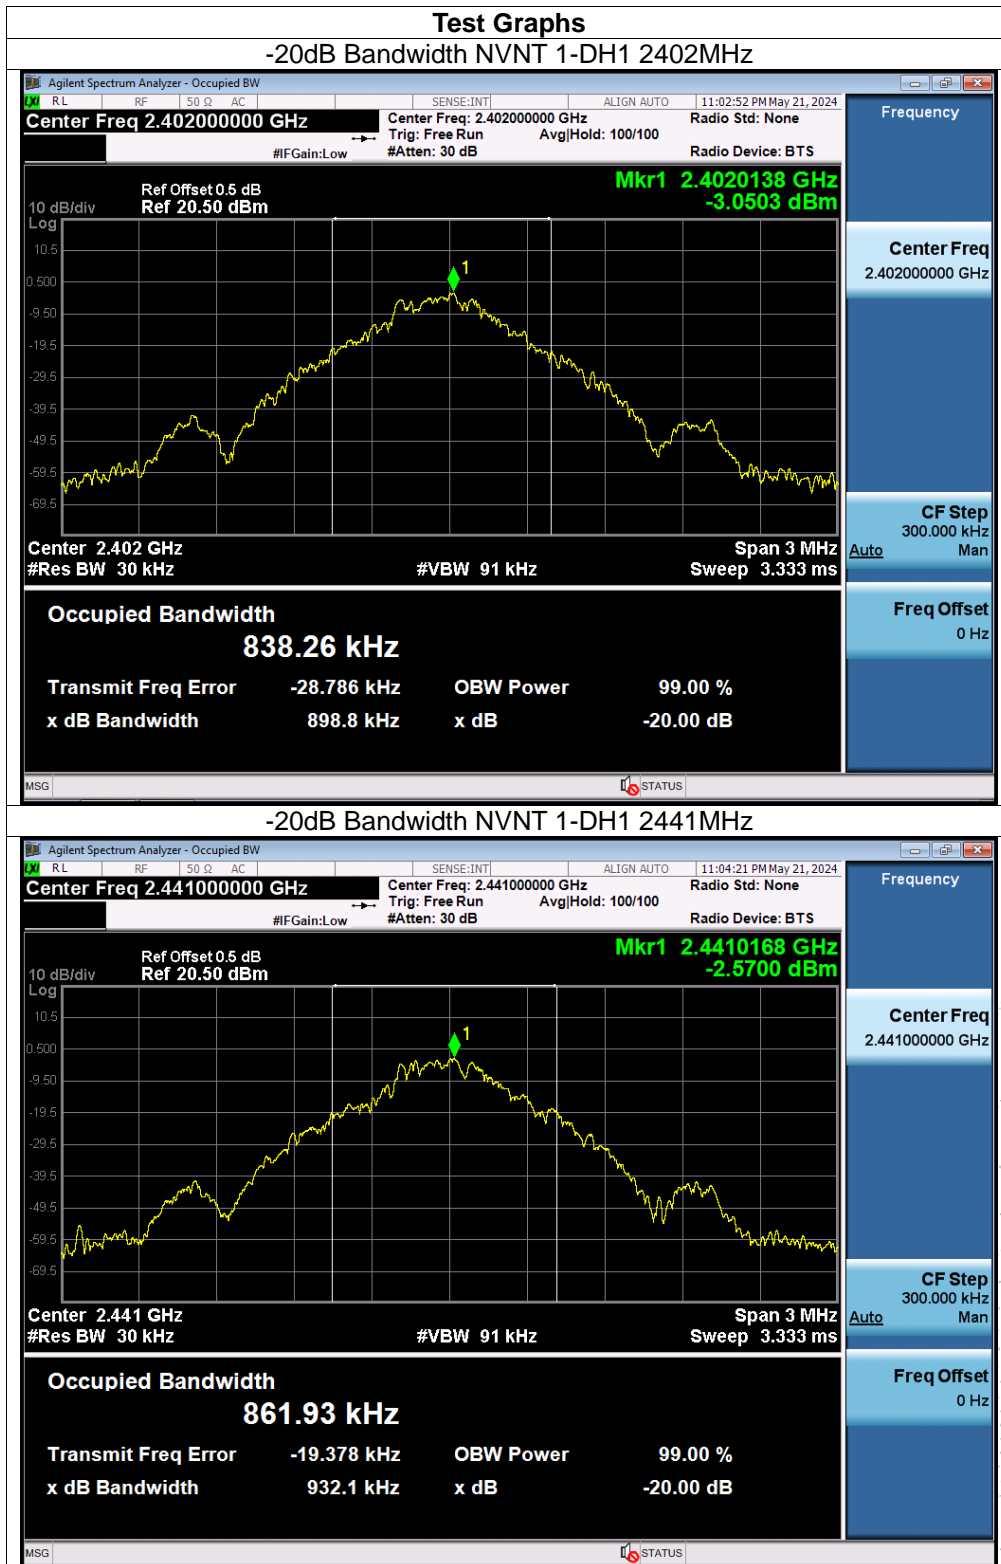 Test Graphs
-20dB Bandwidth NVNT 1-DH1 2402MHz
Agilent Spectrum Analyzer - Occupied BW
LXI RL RF 50 Ω AC SENSE:INT ALIGN AUTO 11:02:52 PM May 21, 2024
Center Freq 2.402000000 GHz
Center Freq: 2.402000000 GHz
Radio Std: None
Trig: Free Run Avg|Hold: 100/100
#IFGain:Low
#Atten: 30 dB
Radio Device: BTS
Ref Offset 0.5 dB
10 dB/div Ref 20.50 dBm
Mkr1 2.4020138 GHz
-3.0503 dBm
Log
10.5
0.500
-9.50
-19.5
-29.5
-39.5
-49.5
-59.5
-69.5
1
Center 2.402 GHz
Span 3 MHz
#Res BW 30 kHz
#VBW 91 kHz
Sweep 3.333 ms
Occupied Bandwidth
838.26 kHz
Transmit Freq Error -28.786 kHz OBW Power 99.00 %
x dB Bandwidth 898.8 kHz x dB -20.00 dB
MSG
STATUS
Frequency
Center Freq
2.402000000 GHz
CF Step
300.000 kHz
Auto Man
Freq Offset
0 Hz
-20dB Bandwidth NVNT 1-DH1 2441MHz
Agilent Spectrum Analyzer - Occupied BW
LXI RL RF 50 Ω AC SENSE:INT ALIGN AUTO 11:04:21 PM May 21, 2024
Center Freq 2.441000000 GHz
Center Freq: 2.441000000 GHz
Radio Std: None
Trig: Free Run Avg|Hold: 100/100
#IFGain:Low
#Atten: 30 dB
Radio Device: BTS
Ref Offset 0.5 dB
10 dB/div Ref 20.50 dBm
Mkr1 2.4410168 GHz
-2.5700 dBm
Log
10.5
0.500
-9.50
-19.5
-29.5
-39.5
-49.5
-59.5
-69.5
1
Center 2.441 GHz
Span 3 MHz
#Res BW 30 kHz
#VBW 91 kHz
Sweep 3.333 ms
Occupied Bandwidth
861.93 kHz
Transmit Freq Error -19.378 kHz OBW Power 99.00 %
x dB Bandwidth 932.1 kHz x dB -20.00 dB
MSG
STATUS
Frequency
Center Freq
2.441000000 GHz
CF Step
300.000 kHz
Auto Man
Freq Offset
0 Hz